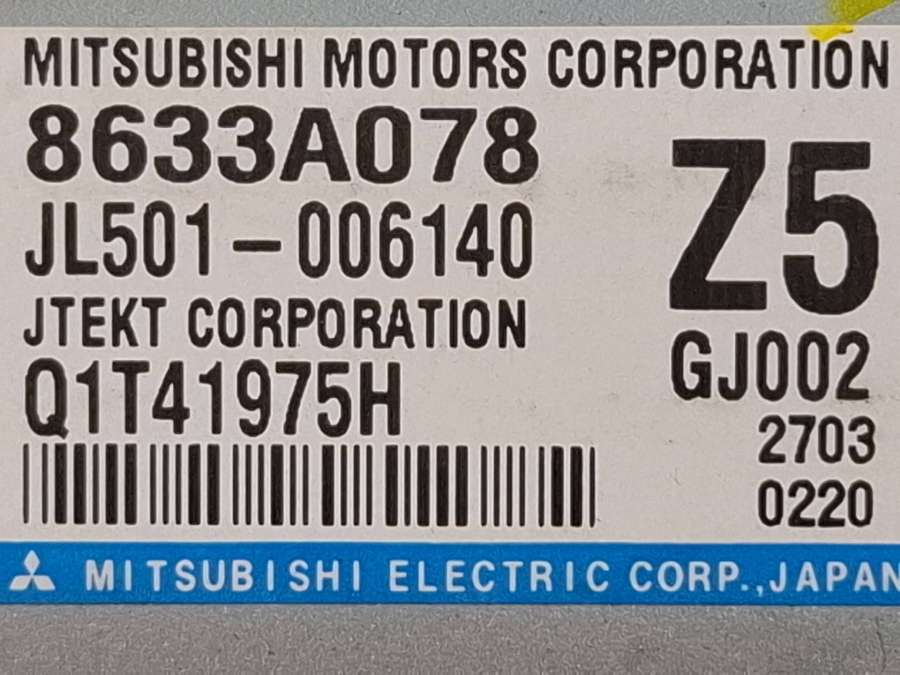 MITSUBISHI MOTORS CORPORATION
8633A078
Z5
JL501-006140
JTEKT CORPORATION
GJ002
Q1T41975H
2703
0220
MITSUBISHI ELECTRIC CORP.,JAPAN